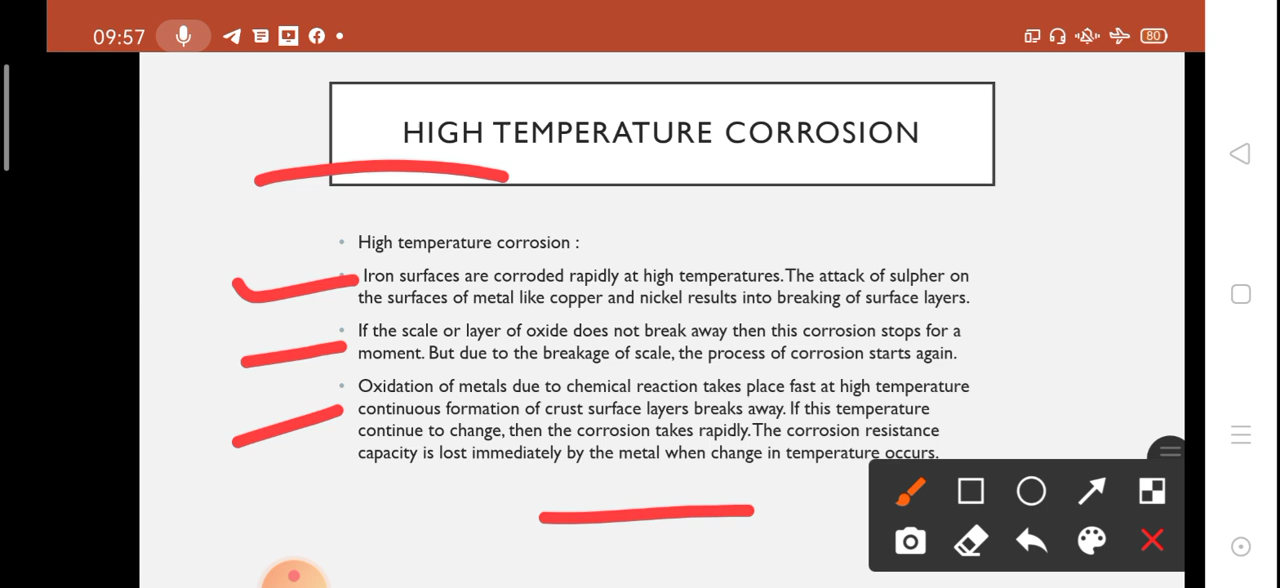 09:57
80
HIGH TEMPERATURE CORROSION
High temperature corrosion :
Iron surfaces are corroded rapidly at high temperatures.The attack of sulpher on
the surfaces of metal like copper and nickel results into breaking of surface layers.
If the scale or layer of oxide does not break away then this corrosion stops for a
moment. But due to the breakage of scale, the process of corrosion starts again.
Oxidation of metals due to chemical reaction takes place fast at high temperature
continuous formation of crust surface layers breaks away. If this temperature
continue to change, then the corrosion takes rapidly.The corrosion resistance
capacity is lost immediately by the metal when change in temperature occurs.